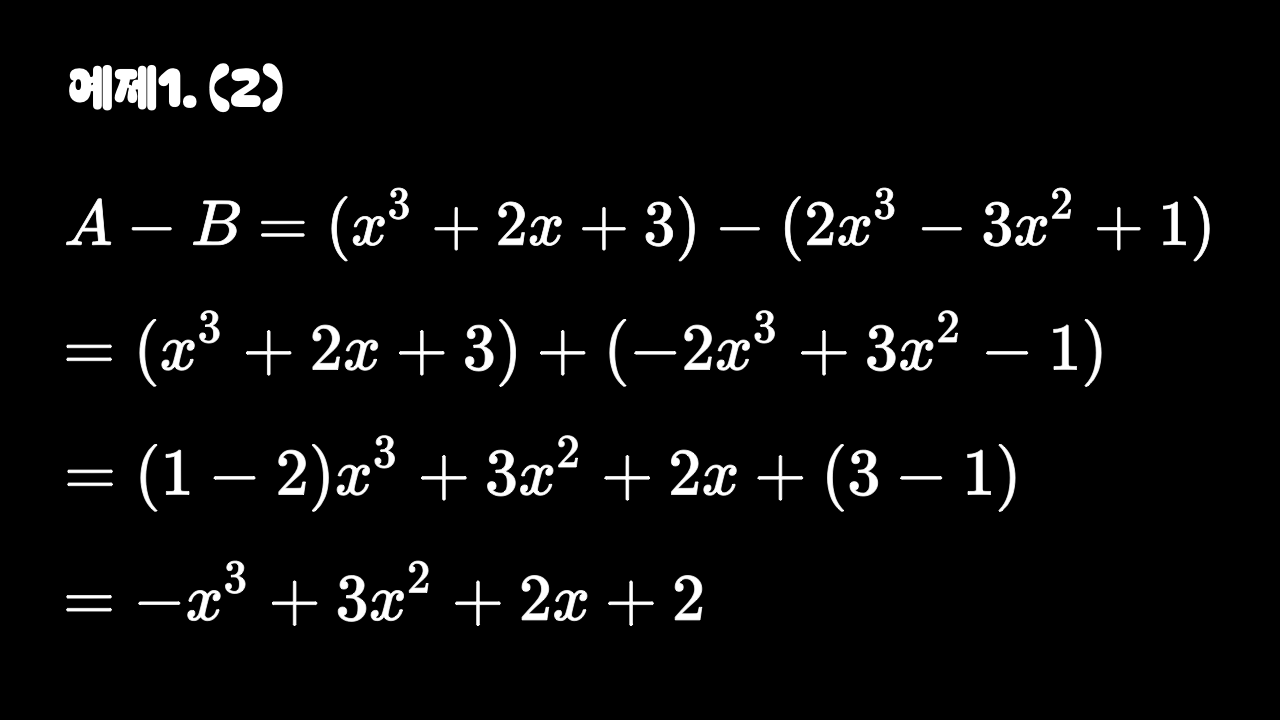 예제1. (2)
A − B = (x³ + 2x + 3) − (2x³ − 3x² + 1)
= (x³ + 2x + 3) + (−2x³ + 3x² − 1)
= (1 − 2)x³ + 3x² + 2x + (3 − 1)
= −x³ + 3x² + 2x + 2